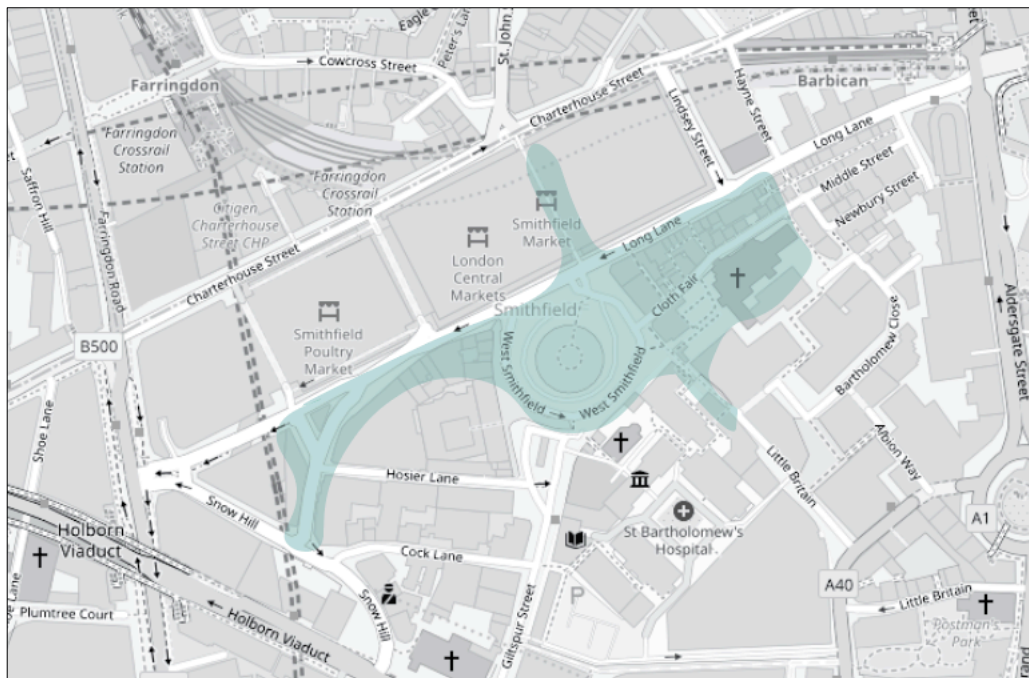 Eagle C
Peter's Lan
St. John S
Cowcross Street
Farringdon
Farringdon
Crossrail
Station
Saffron Hill
Farringdon Road
Citigen
Charterhouse
Street CHP
Farringdon
Crossrail
Station
Charterhouse Street
Charterhouse Street
Lindsey Street
Hayne Street
Barbican
Long Lane
Middle Street
Newbury Street
Aldersgate Street
Smithfield
Market
London
Central
Markets
Long Lane
Cloth Fair
Smithfield
Smithfield
Poultry
Market
West Smithfield
West Smithfield
B500
Shoe Lane
Bartholomew Close
Albion Way
Little Britain
Hosier Lane
Snow Hill
Cock Lane
Snow Hill
Holborn
Viaduct
Holborn Viaduct
Plumtree Court
St Bartholomew's
Hospital
Giltspur Street
P
A1
A40
Little Britain
Postman's
Park